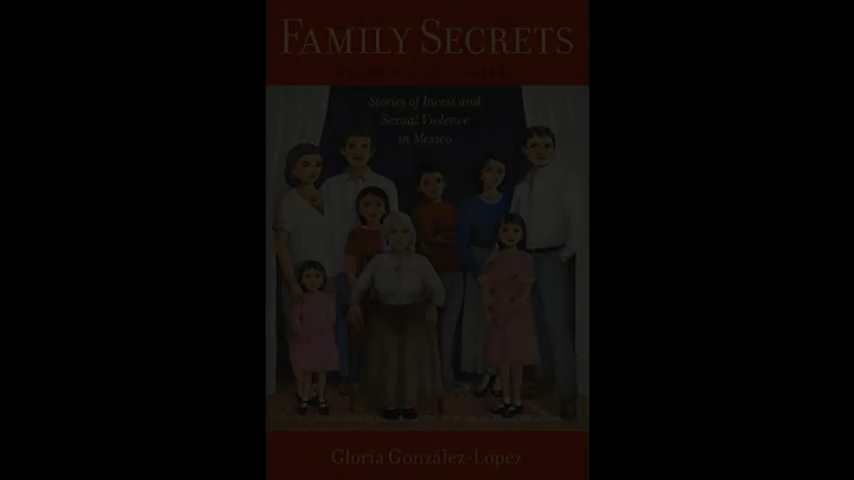 FAMILY SECRETS
Stories of Incest and
Sexual Violence
in Mexico
Gloria González-López